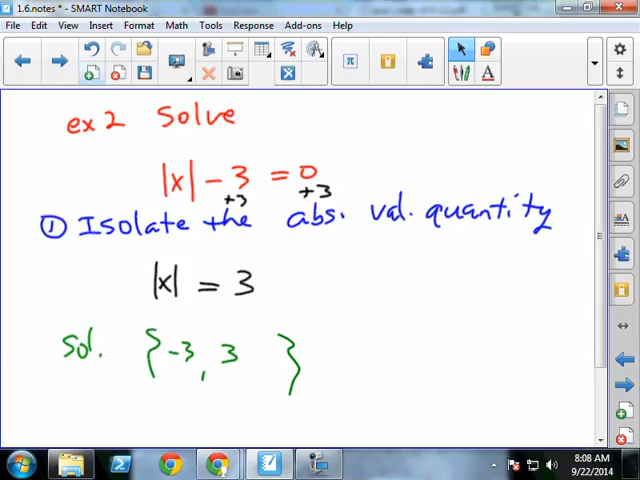 1.6.notes * - SMART Notebook
File Edit View Insert Format Math Tools Response Add-ons Help
ex 2 Solve
|x| - 3 = 0
+3 +3
① Isolate the abs. val. quantity
|x| = 3
Sol. { -3, 3 }
8:08 AM
9/22/2014